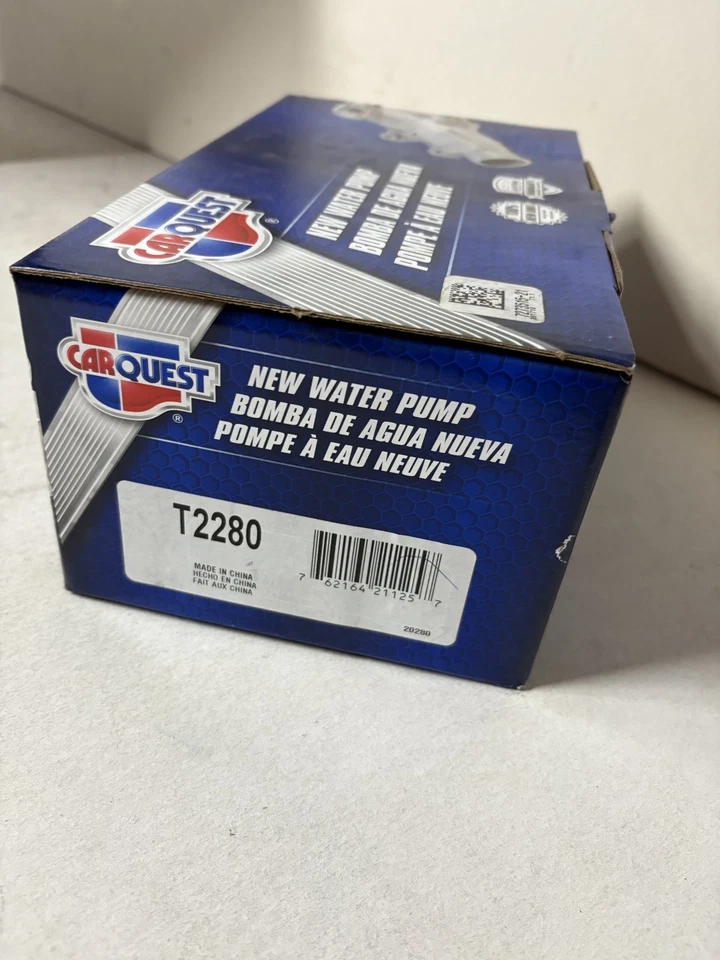 CARQUEST
®
NEW WATER PUMP
BOMBA DE AGUA NUEVA
POMPE À EAU NEUVE
CARQUEST
®
NEW WATER PUMP
BOMBA DE AGUA NUEVA
POMPE À EAU NEUVE
T2280
MADE IN CHINA
HECHO EN CHINA
FAIT AUX CHINA
7 62164 21125 7
20280